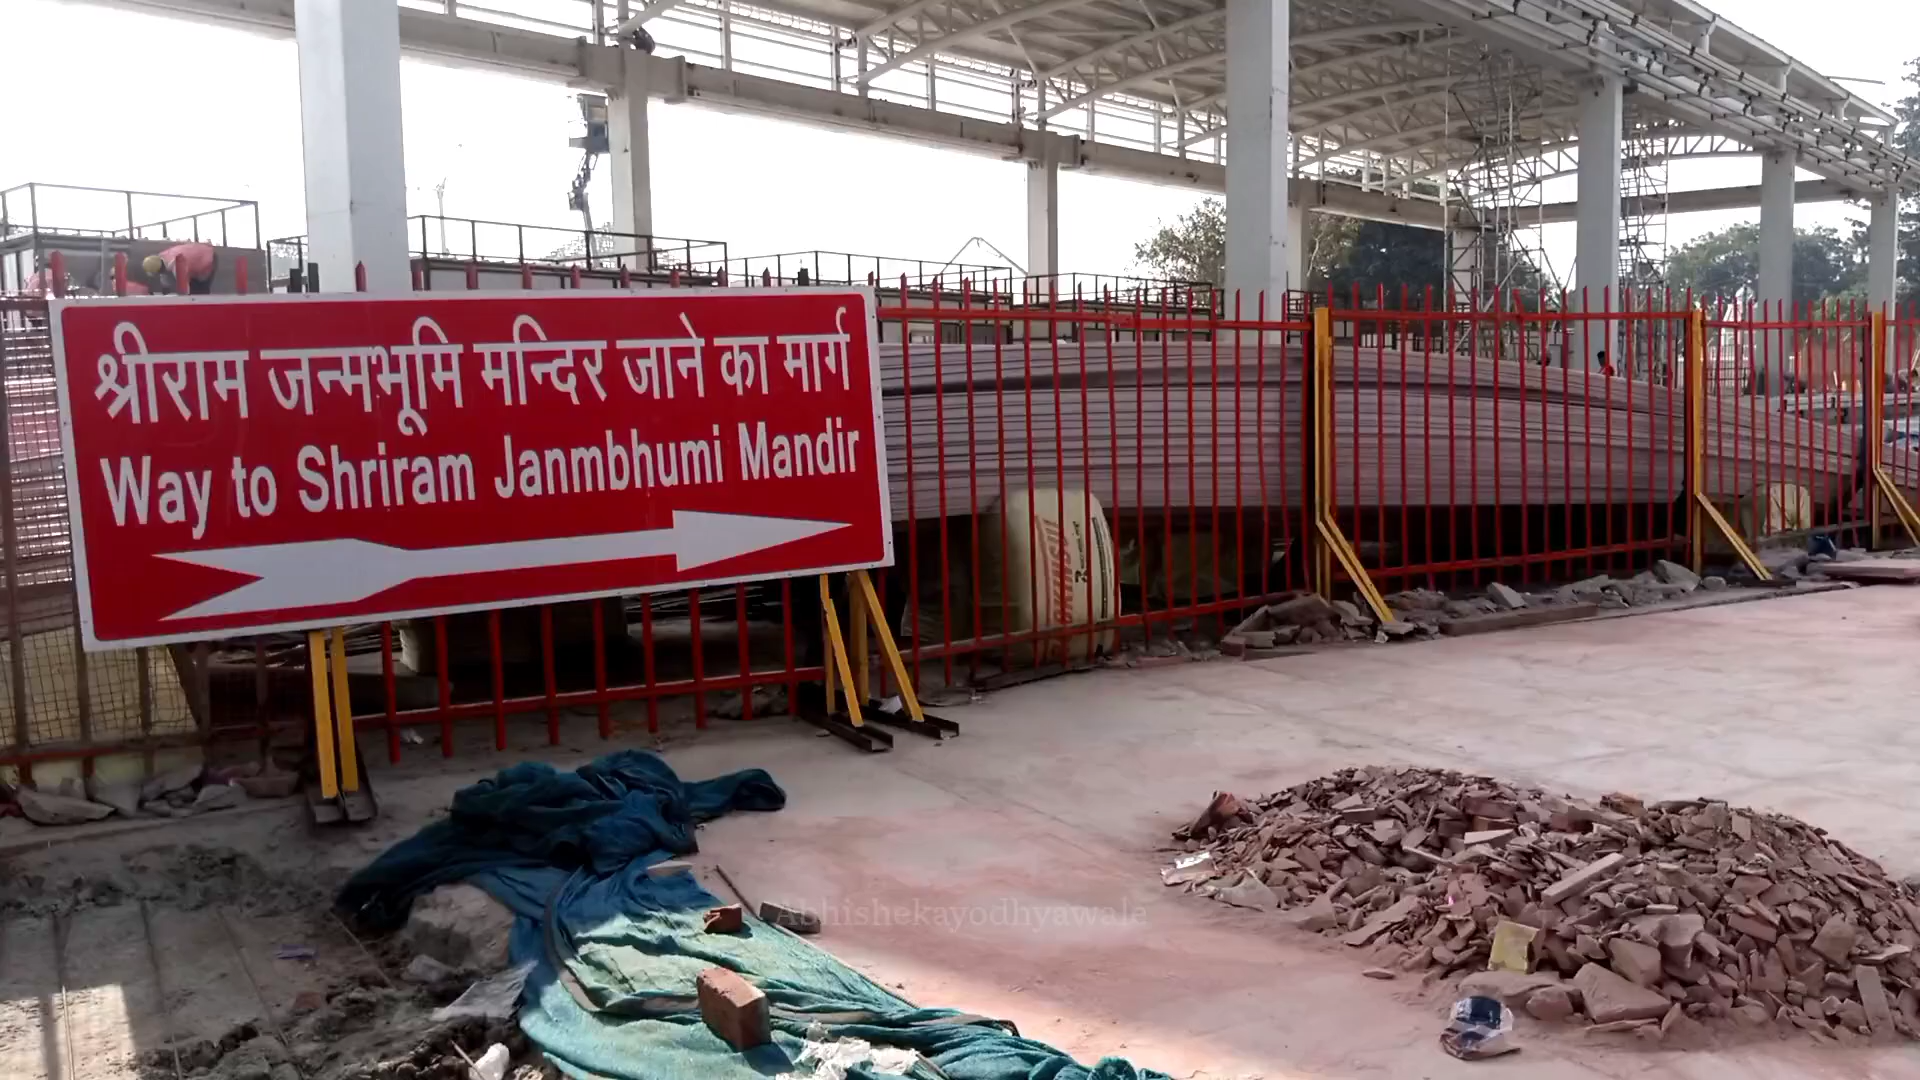 श्रीराम जन्मभूमि मन्दिर जाने का मार्ग
Way to Shriram Janmbhumi Mandir
Abhishekayodhyawale